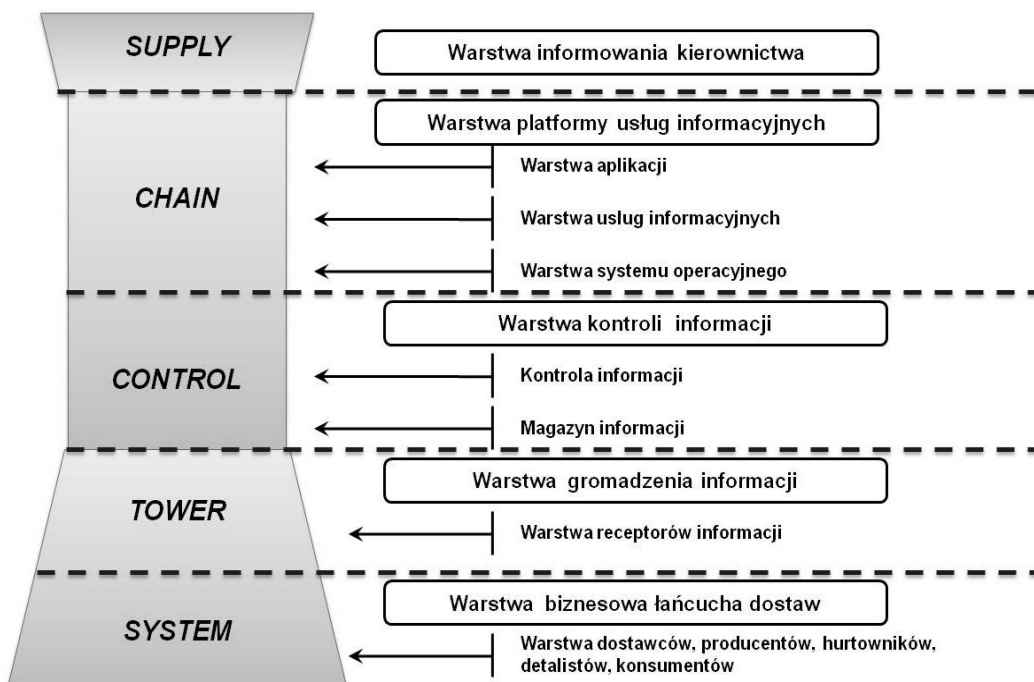 SUPPLY
Warstwa informowania kierownictwa
Warstwa platformy usług informacyjnych
Warstwa aplikacji
CHAIN
Warstwa usług informacyjnych
Warstwa systemu operacyjnego
Warstwa kontroli informacji
CONTROL
Kontrola informacji
Magazyn informacji
Warstwa gromadzenia informacji
TOWER
Warstwa receptorów informacji
Warstwa biznesowa łańcucha dostaw
SYSTEM
Warstwa dostawców, producentów, hurtowników,
detalistów, konsumentów